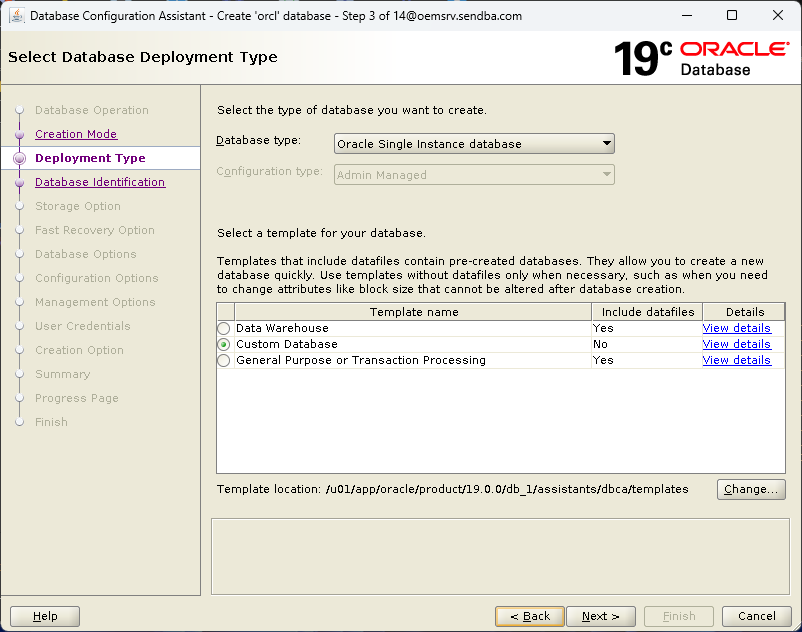 Database Configuration Assistant - Create 'orcl' database - Step 3 of 14@oemsrv.sendba.com
Select Database Deployment Type
19c ORACLE
Database
Database Operation
Creation Mode
Deployment Type
Database Identification
Storage Option
Fast Recovery Option
Database Options
Configuration Options
Management Options
User Credentials
Creation Option
Summary
Progress Page
Finish
Select the type of database you want to create.
Database type: Oracle Single Instance database
Configuration type: Admin Managed
Select a template for your database.
Templates that include datafiles contain pre-created databases. They allow you to create a new
database quickly. Use templates without datafiles only when necessary, such as when you need
to change attributes like block size that cannot be altered after database creation.
Template name Include datafiles Details
Data Warehouse Yes View details
Custom Database No View details
General Purpose or Transaction Processing Yes View details
Template location: /u01/app/oracle/product/19.0.0/db_1/assistants/dbca/templates Change...
Help < Back Next > Finish Cancel